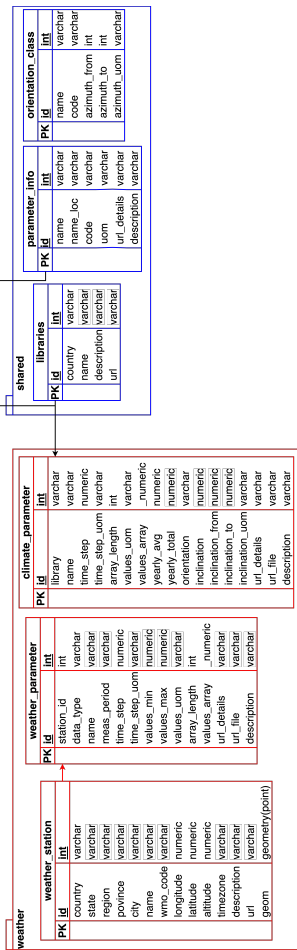 weather
weather_station
PK id int
country varchar
state varchar
region varchar
povince varchar
city varchar
name varchar
wmo_code varchar
longitude numeric
latitude numeric
altitude numeric
timezone varchar
description varchar
url varchar
geom geometry(point)
weather_parameter
PK id int
station_id int
data_type varchar
name varchar
meas_period varchar
time_step numeric
time_step_uom varchar
values_min numeric
values_max numeric
values_uom varchar
array_length int
values_array _numeric
url_details varchar
url_file varchar
description varchar
climate_parameter
PK id int
library varchar
name varchar
time_step numeric
time_step_uom varchar
array_length int
values_uom varchar
values_array _numeric
yearly_avg numeric
yearly_total numeric
orientation varchar
inclination numeric
inclination_from numeric
inclination_to numeric
inclination_uom varchar
url_details varchar
url_file varchar
description varchar
shared
libraries
PK id int
country varchar
name varchar
description varchar
url varchar
parameter_info
PK id int
name varchar
name_loc varchar
code varchar
uom varchar
url_details varchar
description varchar
orientation_class
PK id int
name varchar
code varchar
azimuth_from int
azimuth_to int
azimuth_uom varchar